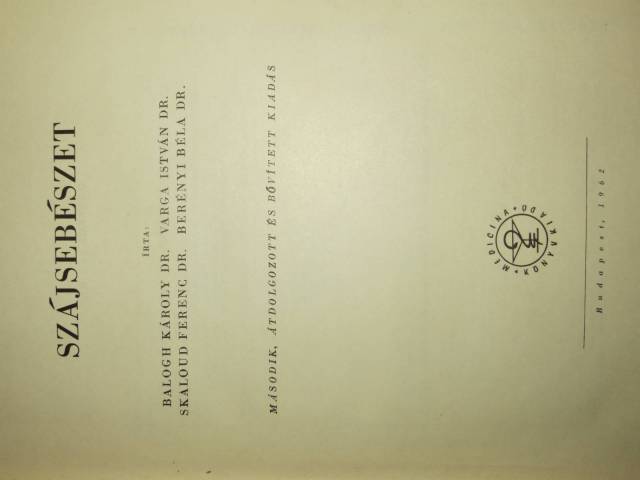 SZÁJSEBÉSZET
ÍRTA:
BALOGH KÁROLY DR. VARGA ISTVÁN DR.
SKALOUD FERENC DR. BERÉNYI BÉLA DR.
MÁSODIK, ÁTDOLGOZOTT ÉS BŐVÍTETT KIADÁS
MEDICINA KÖNYVKIADÓ
Budapest, 1962